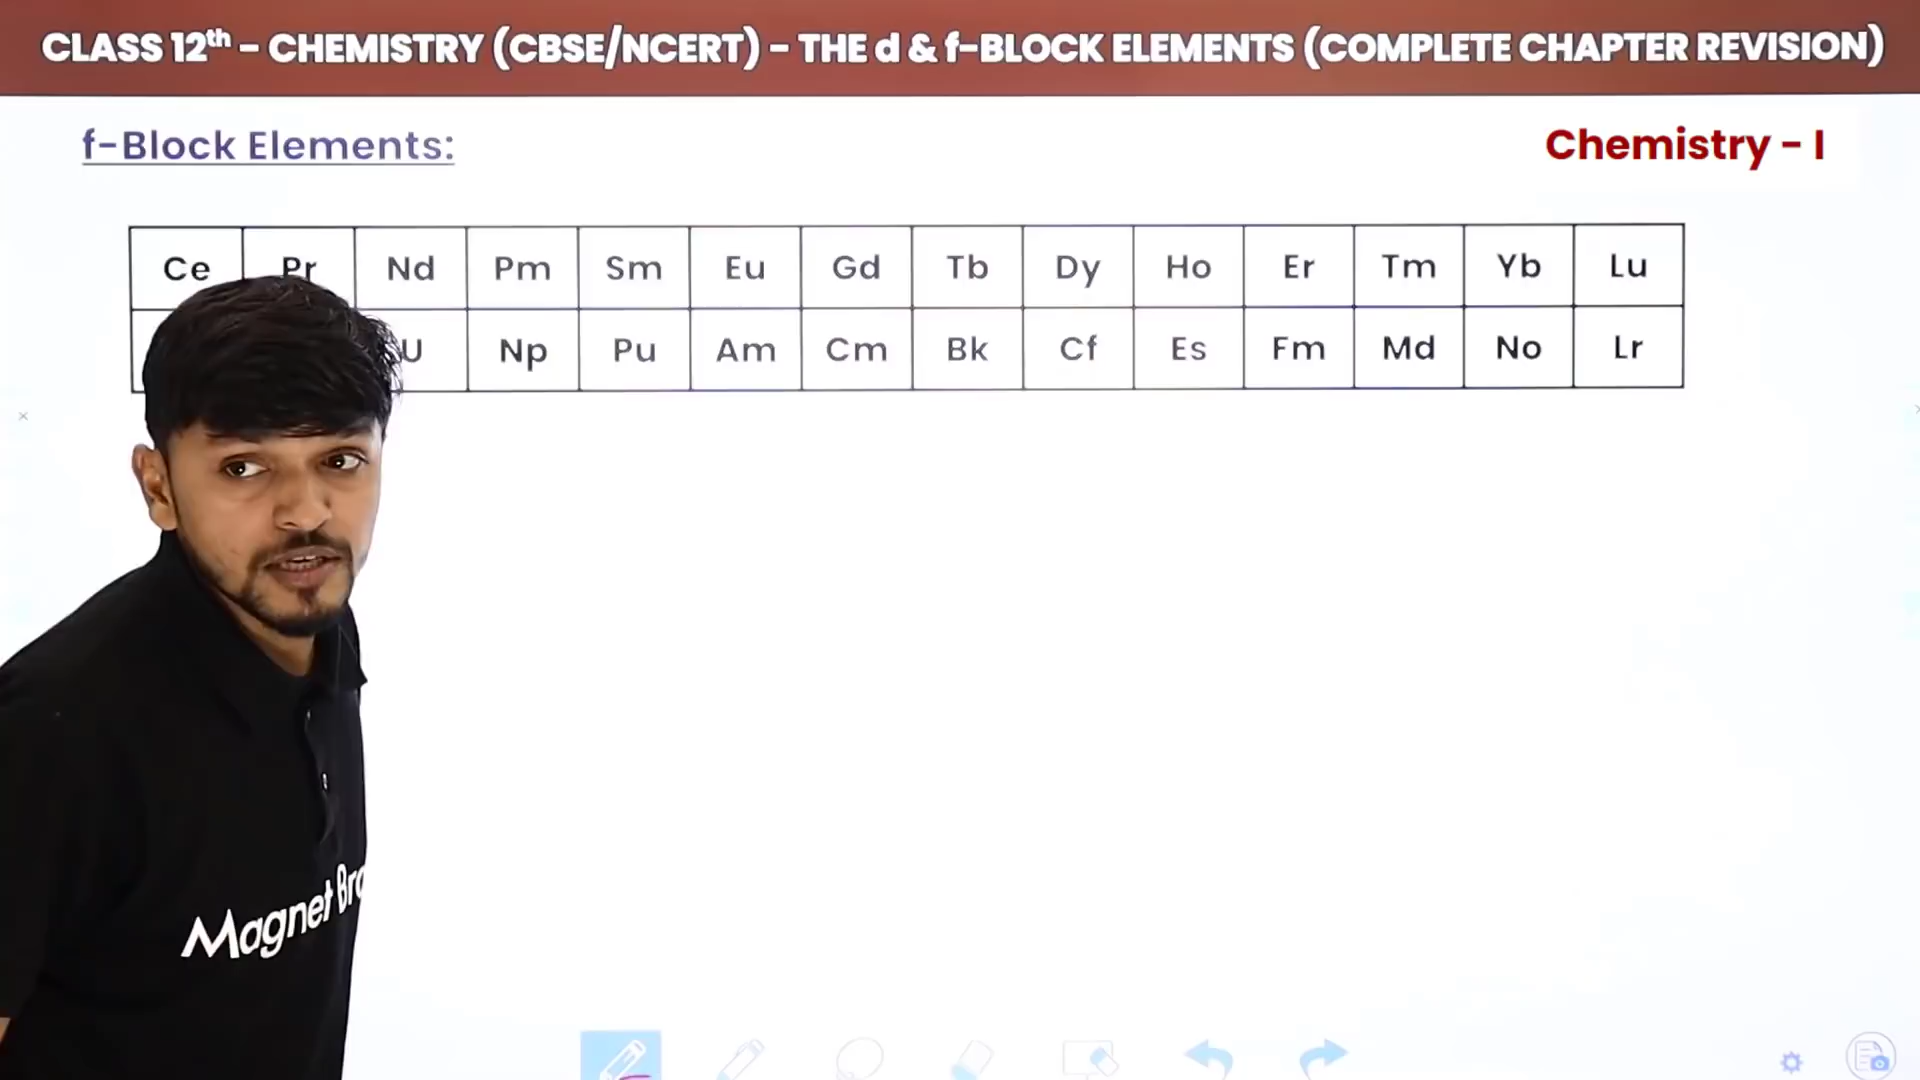 CLASS 12th - CHEMISTRY (CBSE/NCERT) - THE d & f-BLOCK ELEMENTS (COMPLETE CHAPTER REVISION)
f-Block Elements:
Chemistry - I
Ce Pr Nd Pm Sm Eu Gd Tb Dy Ho Er Tm Yb Lu
U Np Pu Am Cm Bk Cf Es Fm Md No Lr
Magnet